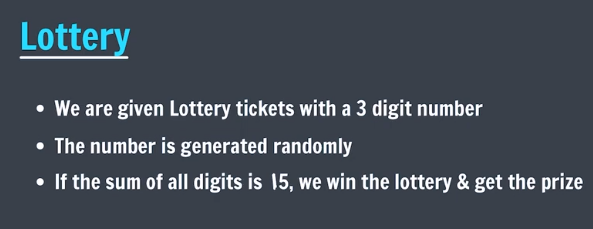 Lottery
We are given Lottery tickets with a 3 digit number
The number is generated randomly
If the sum of all digits is 15, we win the lottery & get the prize